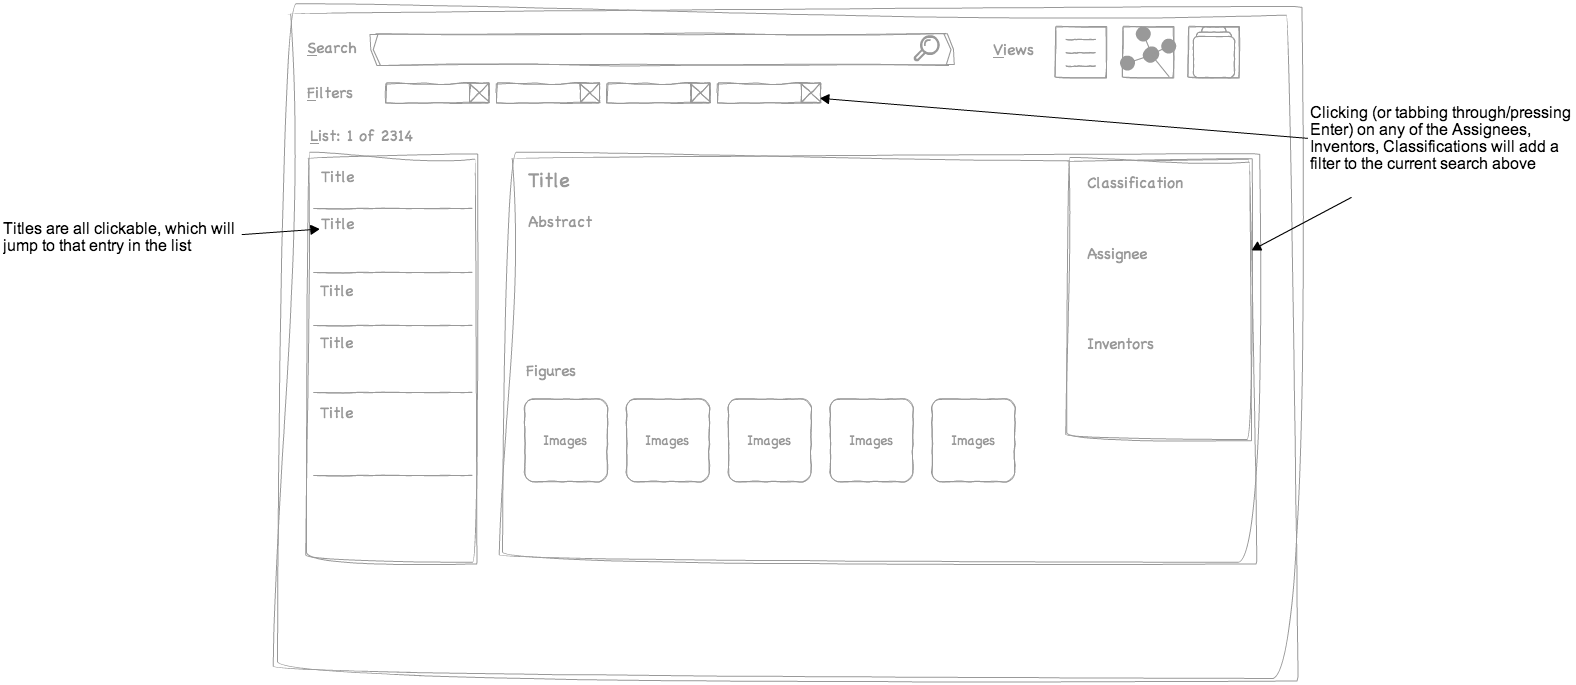 Search
Views
Filters
List: 1 of 2314
Title
Title
Title
Title
Title
Title
Abstract
Figures
Images
Images
Images
Images
Images
Classification
Assignee
Inventors
Titles are all clickable, which will
jump to that entry in the list
Clicking (or tabbing through/pressing
Enter) on any of the Assignees,
Inventors, Classifications will add a
filter to the current search above